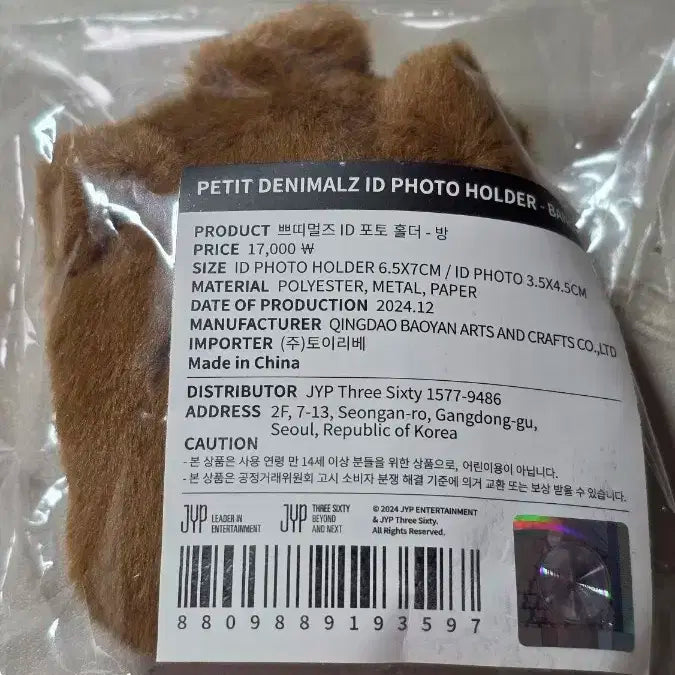 PETIT DENIMALZ ID PHOTO HOLDER -
PRODUCT 쁘띠멀즈 ID 포토 홀더 - 방
PRICE 17,000 ₩
SIZE ID PHOTO HOLDER 6.5X7CM / ID PHOTO 3.5X4.5CM
MATERIAL POLYESTER, METAL, PAPER
DATE OF PRODUCTION 2024.12
MANUFACTURER QINGDAO BAOYAN ARTS AND CRAFTS CO.,LTD
IMPORTER (주)토이리베
Made in China
DISTRIBUTOR JYP Three Sixty 1577-9486
ADDRESS 2F, 7-13, Seongan-ro, Gangdong-gu,
Seoul, Republic of Korea
CAUTION
- 본 상품은 사용 연령 만 14세 이상 분들을 위한 상품으로, 어린이용이 아닙니다.
- 본 상품은 공정거래위원회 고시 소비자 분쟁 해결 기준에 의거 교환 또는 보상 받을 수 있습니다.
JYP LEADER IN
ENTERTAINMENT
JYP THREE SIXTY
BEYOND
AND NEXT
© 2024 JYP ENTERTAINMENT
& JYP Three Sixty.
All Rights Reserved.
8809889193597